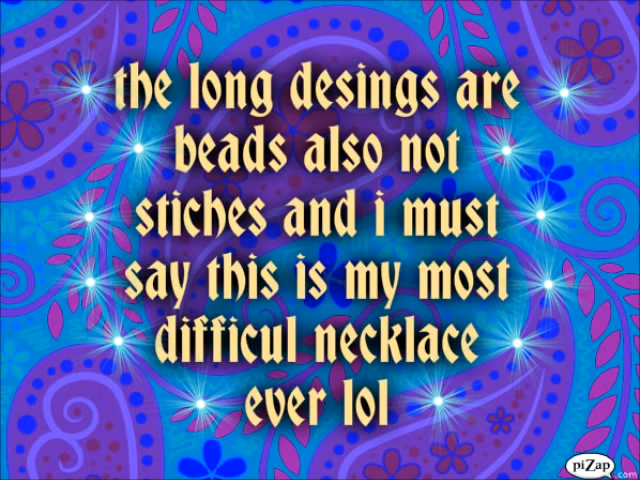 the long desings are
beads also not
stiches and i must
say this is my most
difficul necklace
ever lol
piZap
.com